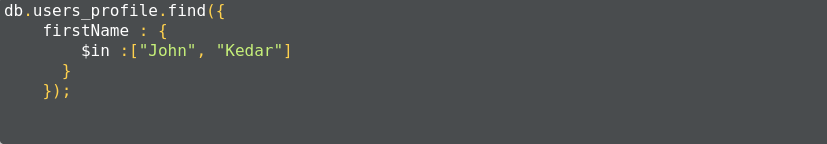 db.users_profile.find({
    firstName : {
        $in :["John", "Kedar"]
      }
    });